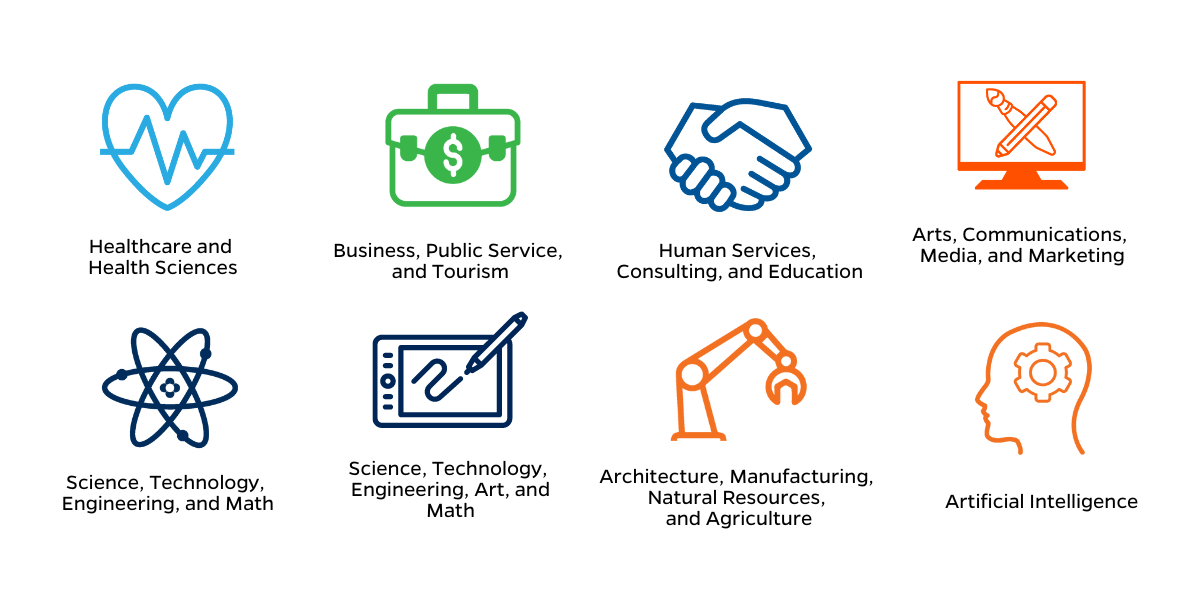 Healthcare and
Health Sciences
Business, Public Service,
and Tourism
Human Services,
Consulting, and Education
Arts, Communications,
Media, and Marketing
Science, Technology,
Engineering, and Math
Science, Technology,
Engineering, Art, and
Math
Architecture, Manufacturing,
Natural Resources,
and Agriculture
Artificial Intelligence